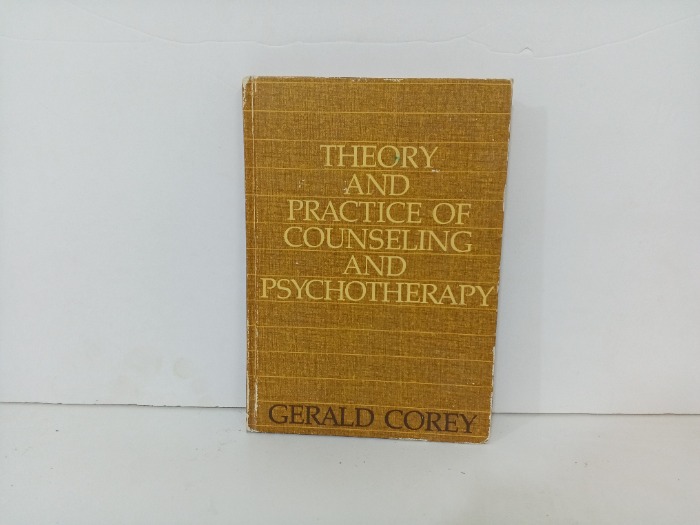 THEORY
AND
PRACTICE OF
COUNSELING
AND
PSYCHOTHERAPY
GERALD COREY